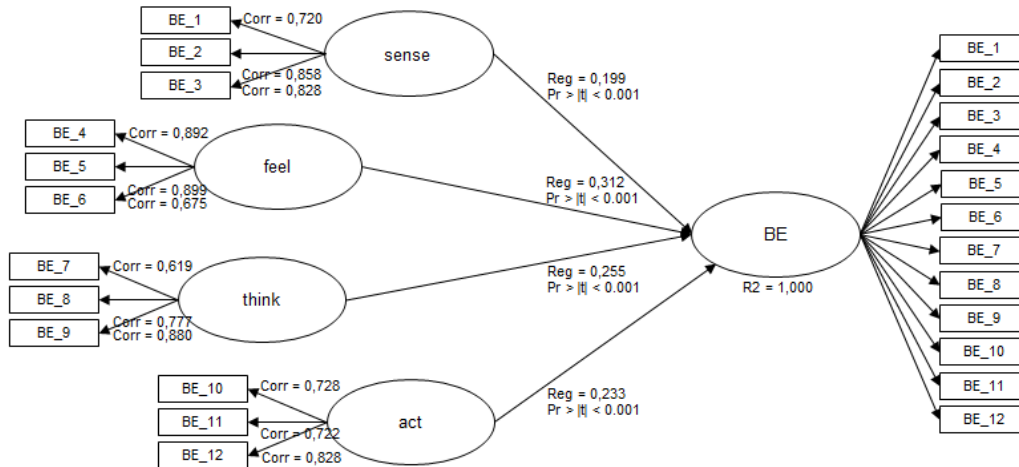 BE_1
Corr = 0,720
BE_2
BE_3
Corr = 0,858
Corr = 0,828
sense
Reg = 0,199
Pr > |t| < 0.001
BE_4
Corr = 0,892
BE_5
BE_6
Corr = 0,899
Corr = 0,675
feel
Reg = 0,312
Pr > |t| < 0.001
BE_7
Corr = 0,619
BE_8
BE_9
Corr = 0,777
Corr = 0,880
think
Reg = 0,255
Pr > |t| < 0.001
BE_10
Corr = 0,728
BE_11
Corr = 0,722
BE_12
Corr = 0,828
act
Reg = 0,233
Pr > |t| < 0.001
BE
R2 = 1,000
BE_1
BE_2
BE_3
BE_4
BE_5
BE_6
BE_7
BE_8
BE_9
BE_10
BE_11
BE_12